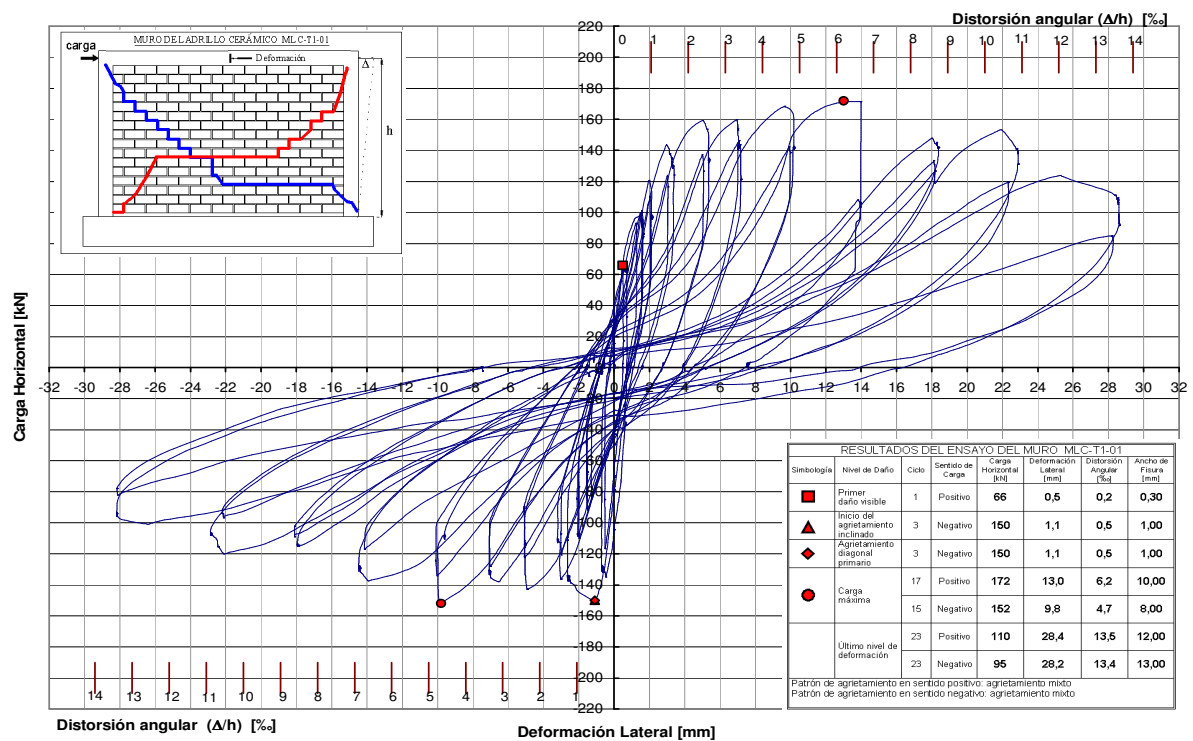 Distorsión angular (Δ/h) [‰]
0 1 2 3 4 5 6 7 8 9 10 11 12 13 14
MURO DE LADRILLO CERÁMICO MLC-T1-01
carga
Deformación
Δ
h
220
200
180
160
140
120
100
80
60
40
20
0
-20
-40
-60
-80
-100
-120
-140
-160
-180
-200
-220
-32 -30 -28 -26 -24 -22 -20 -18 -16 -14 -12 -10 -8 -6 -4 -2 0 2 4 6 8 10 12 14 16 18 20 22 24 26 28 30 32
Carga Horizontal [kN]
RESULTADOS DEL ENSAYO DEL MURO MLC-T1-01
Simbología Nivel de Daño Ciclo Sentido de Carga Carga Horizontal [kN] Deformación Lateral [mm] Distorsión Angular [‰] Ancho de Fisura [mm]
Primer daño visible 1 Positivo 66 0,5 0,2 0,30
Inicio del agrietamiento inclinado 3 Negativo 150 1,1 0,5 1,00
Agrietamiento diagonal primario 3 Negativo 150 1,1 0,5 1,00
Carga máxima 17 Positivo 172 13,0 6,2 10,00
15 Negativo 152 9,8 4,7 8,00
Último nivel de deformación 23 Positivo 110 28,4 13,5 12,00
23 Negativo 95 28,2 13,4 13,00
Patrón de agrietamiento en sentido positivo: agrietamiento mixto
Patrón de agrietamiento en sentido negativo: agrietamiento mixto
14 13 12 11 10 9 8 7 6 5 4 3 2 1
Distorsión angular (Δ/h) [‰]
Deformación Lateral [mm]